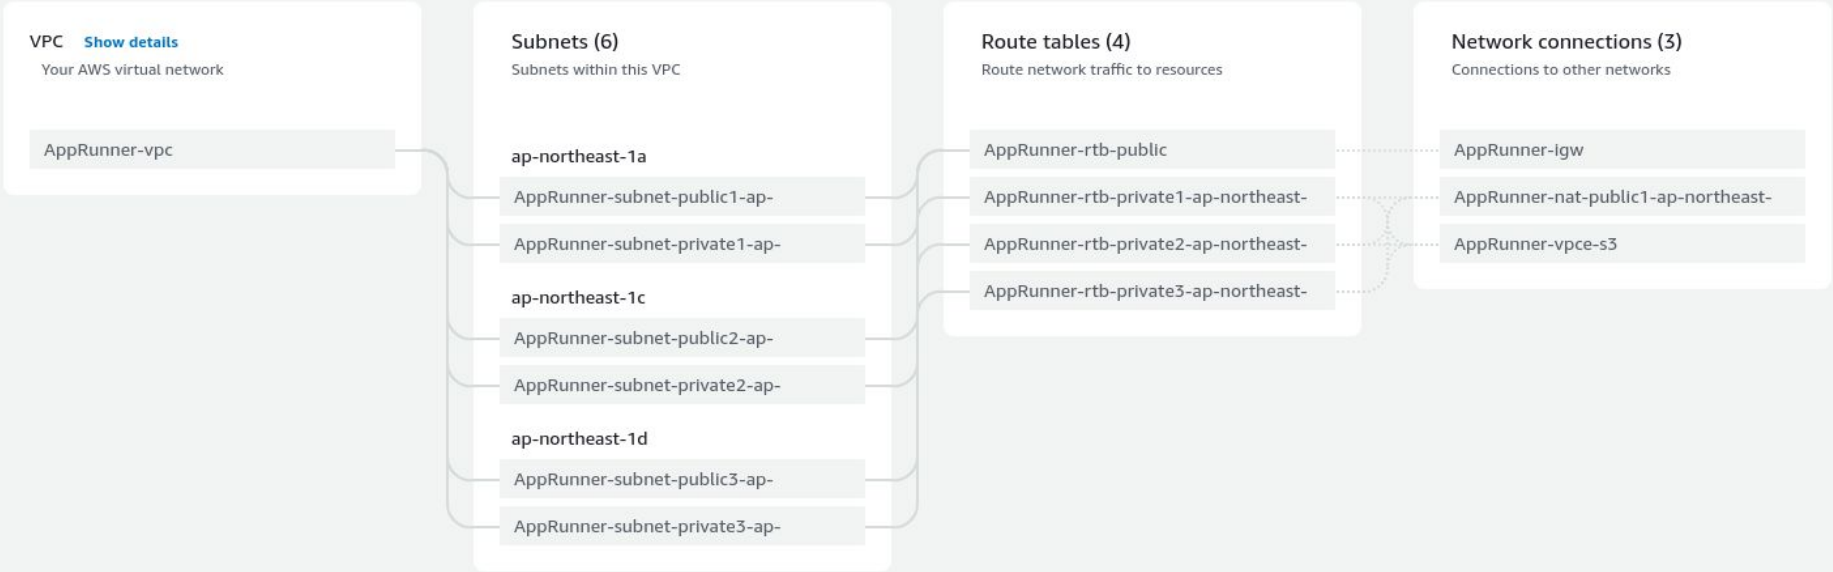 VPC Show details
Your AWS virtual network
AppRunner-vpc
Subnets (6)
Subnets within this VPC
ap-northeast-1a
AppRunner-subnet-public1-ap-
AppRunner-subnet-private1-ap-
ap-northeast-1c
AppRunner-subnet-public2-ap-
AppRunner-subnet-private2-ap-
ap-northeast-1d
AppRunner-subnet-public3-ap-
AppRunner-subnet-private3-ap-
Route tables (4)
Route network traffic to resources
AppRunner-rtb-public
AppRunner-rtb-private1-ap-northeast-
AppRunner-rtb-private2-ap-northeast-
AppRunner-rtb-private3-ap-northeast-
Network connections (3)
Connections to other networks
AppRunner-igw
AppRunner-nat-public1-ap-northeast-
AppRunner-vpce-s3